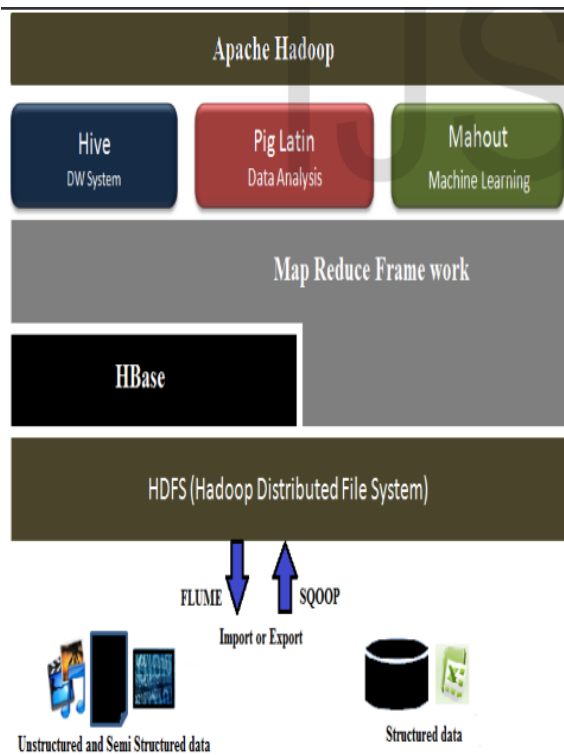 Apache Hadoop
Hive
DW System
Pig Latin
Data Analysis
Mahout
Machine Learning
Map Reduce Frame work
HBase
HDFS (Hadoop Distributed File System)
FLUME
SQOOP
Import or Export
Unstructured and Semi Structured data
Structured data